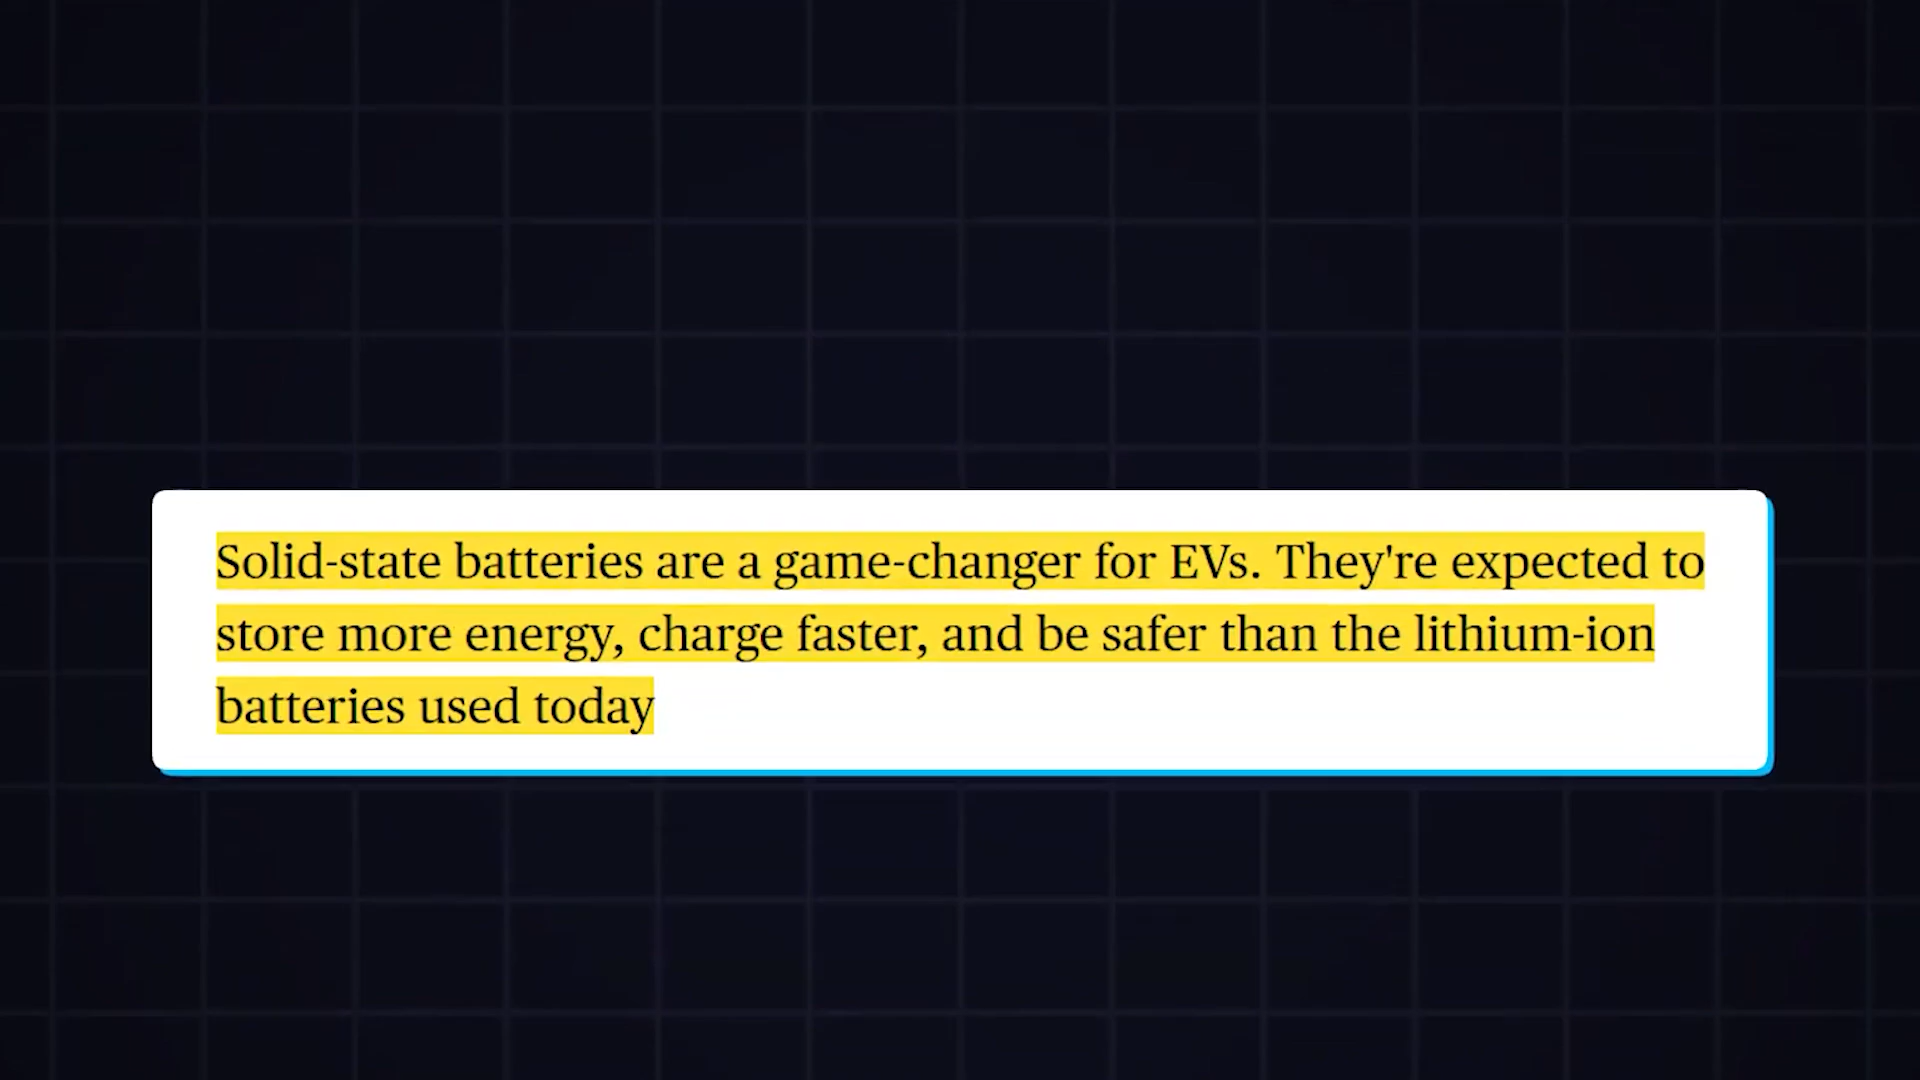 Solid-state batteries are a game-changer for EVs. They're expected to
store more energy, charge faster, and be safer than the lithium-ion
batteries used today